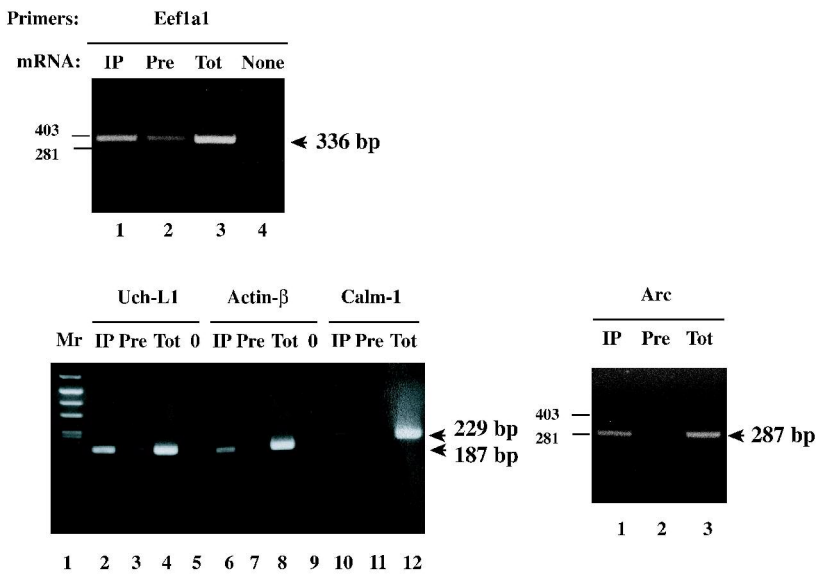 Primers: Eef1a1
mRNA: IP Pre Tot None
403
281
336 bp
1 2 3 4
Uch-L1 Actin-β Calm-1
Mr IP Pre Tot 0 IP Pre Tot 0 IP Pre Tot
229 bp
187 bp
1 2 3 4 5 6 7 8 9 10 11 12
Arc
IP Pre Tot
403
281
287 bp
1 2 3